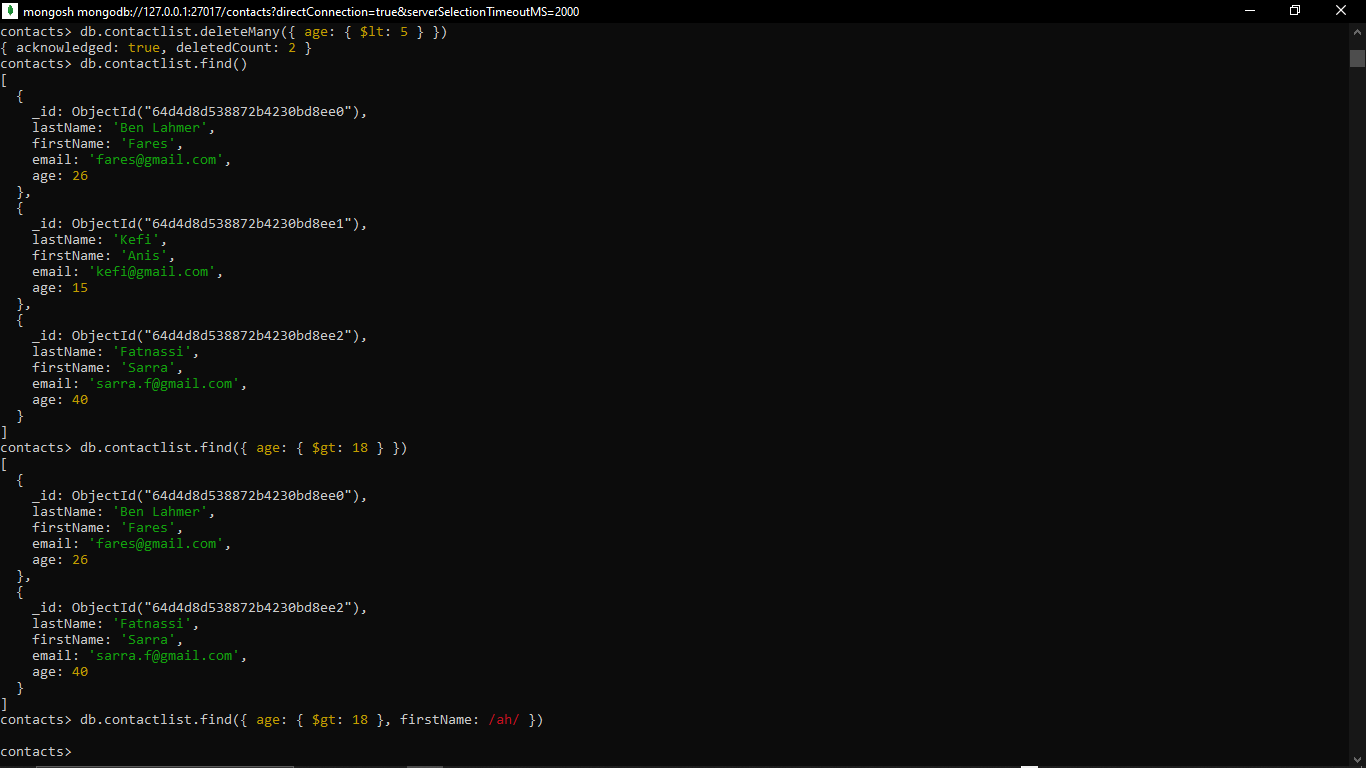 mongosh mongodb://127.0.0.1:27017/contacts?directConnection=true&serverSelectionTimeoutMS=2000
contacts> db.contactlist.deleteMany({ age: { $lt: 5 } })
{ acknowledged: true, deletedCount: 2 }
contacts> db.contactlist.find()
[
  {
    _id: ObjectId("64d4d8d538872b4230bd8ee0"),
    lastName: 'Ben Lahmer',
    firstName: 'Fares',
    email: 'fares@gmail.com',
    age: 26
  },
  {
    _id: ObjectId("64d4d8d538872b4230bd8ee1"),
    lastName: 'Kefi',
    firstName: 'Anis',
    email: 'kefi@gmail.com',
    age: 15
  },
  {
    _id: ObjectId("64d4d8d538872b4230bd8ee2"),
    lastName: 'Fatnassi',
    firstName: 'Sarra',
    email: 'sarra.f@gmail.com',
    age: 40
  }
]
contacts> db.contactlist.find({ age: { $gt: 18 } })
[
  {
    _id: ObjectId("64d4d8d538872b4230bd8ee0"),
    lastName: 'Ben Lahmer',
    firstName: 'Fares',
    email: 'fares@gmail.com',
    age: 26
  },
  {
    _id: ObjectId("64d4d8d538872b4230bd8ee2"),
    lastName: 'Fatnassi',
    firstName: 'Sarra',
    email: 'sarra.f@gmail.com',
    age: 40
  }
]
contacts> db.contactlist.find({ age: { $gt: 18 }, firstName: /ah/ })
contacts>